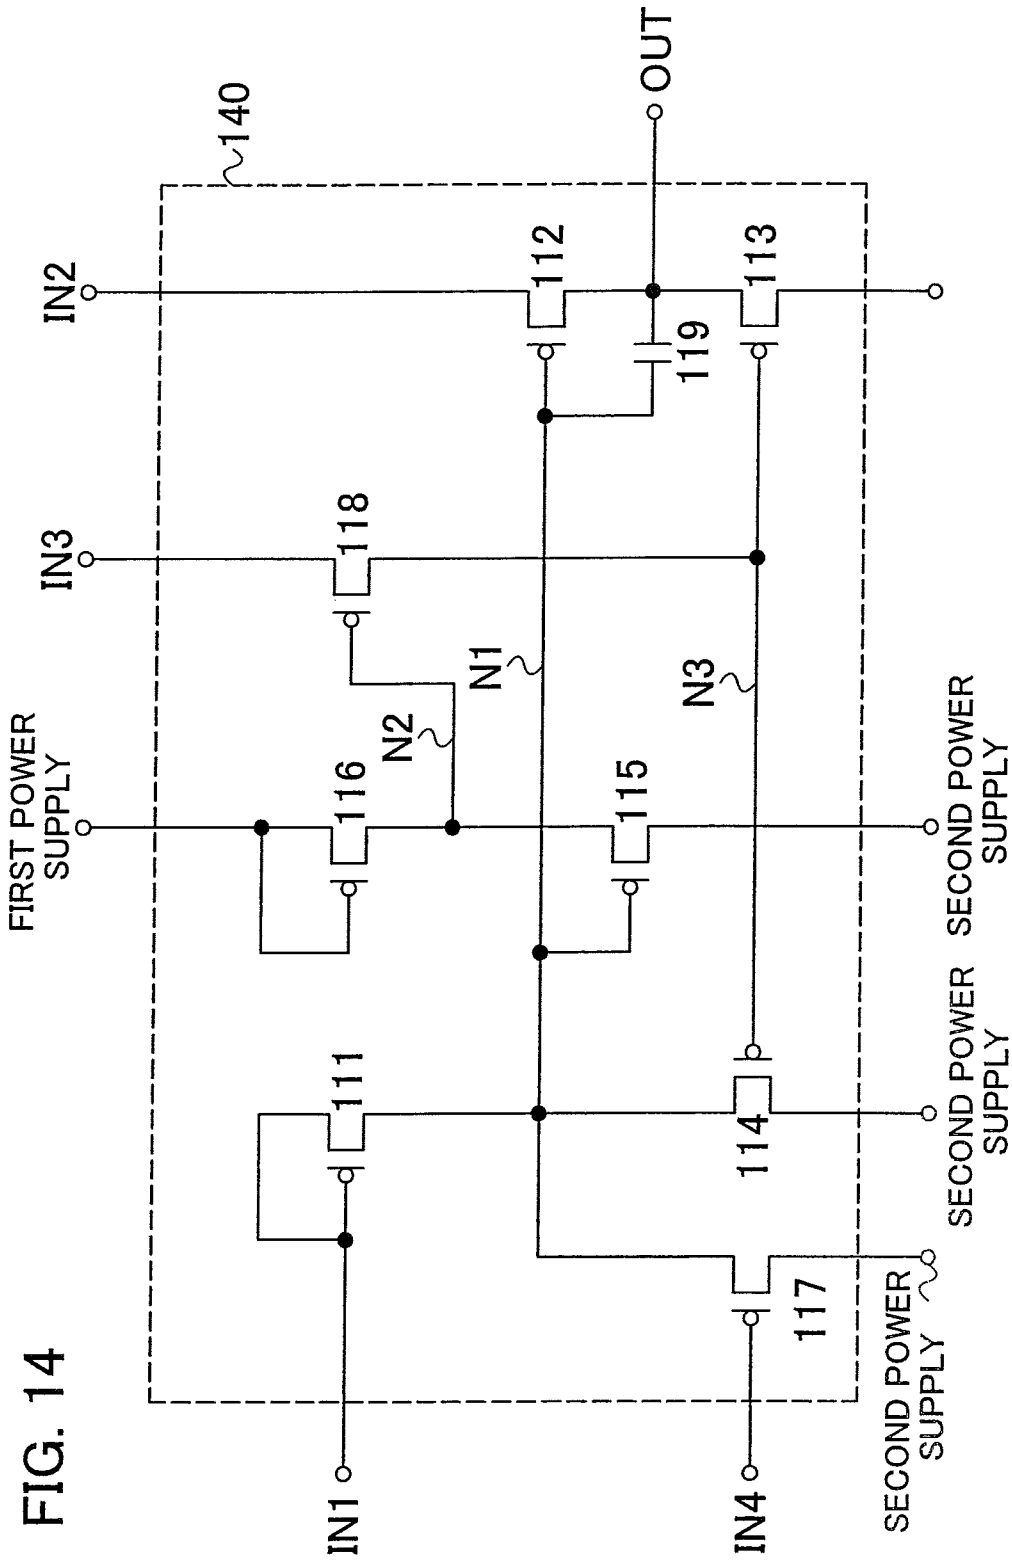 FIG. 14
FIRST POWER
SUPPLY
IN3
IN2
140
IN1
111
116
118
N2
N1
112
OUT
119
IN4
117
114
115
N3
113
SECOND POWER
SUPPLY
SECOND POWER
SUPPLY
SECOND POWER
SUPPLY